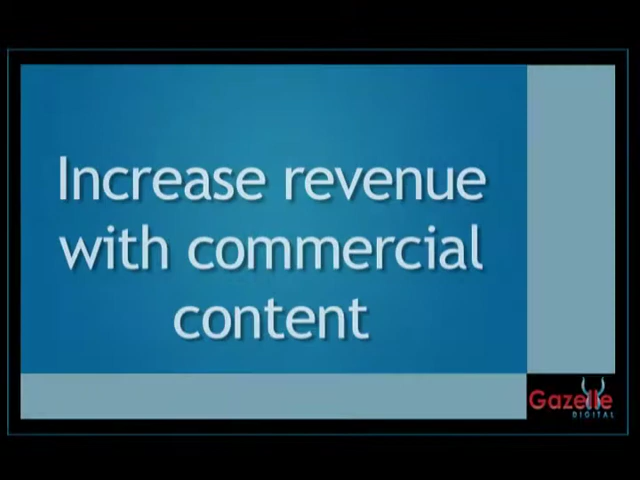 Increase revenue
with commercial
content
Gazelle
DIGITAL